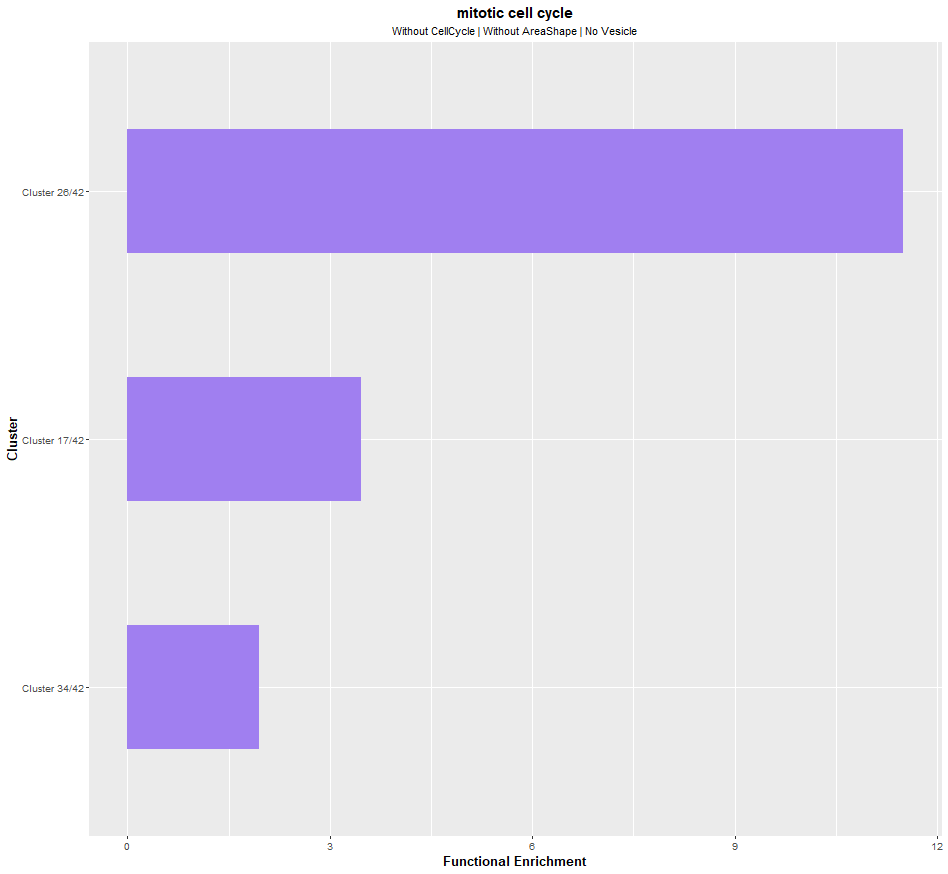 mitotic cell cycle
Without CellCycle | Without AreaShape | No Vesicle
Cluster
Cluster 26/42
Cluster 17/42
Cluster 34/42
0 3 6 9 12
Functional Enrichment